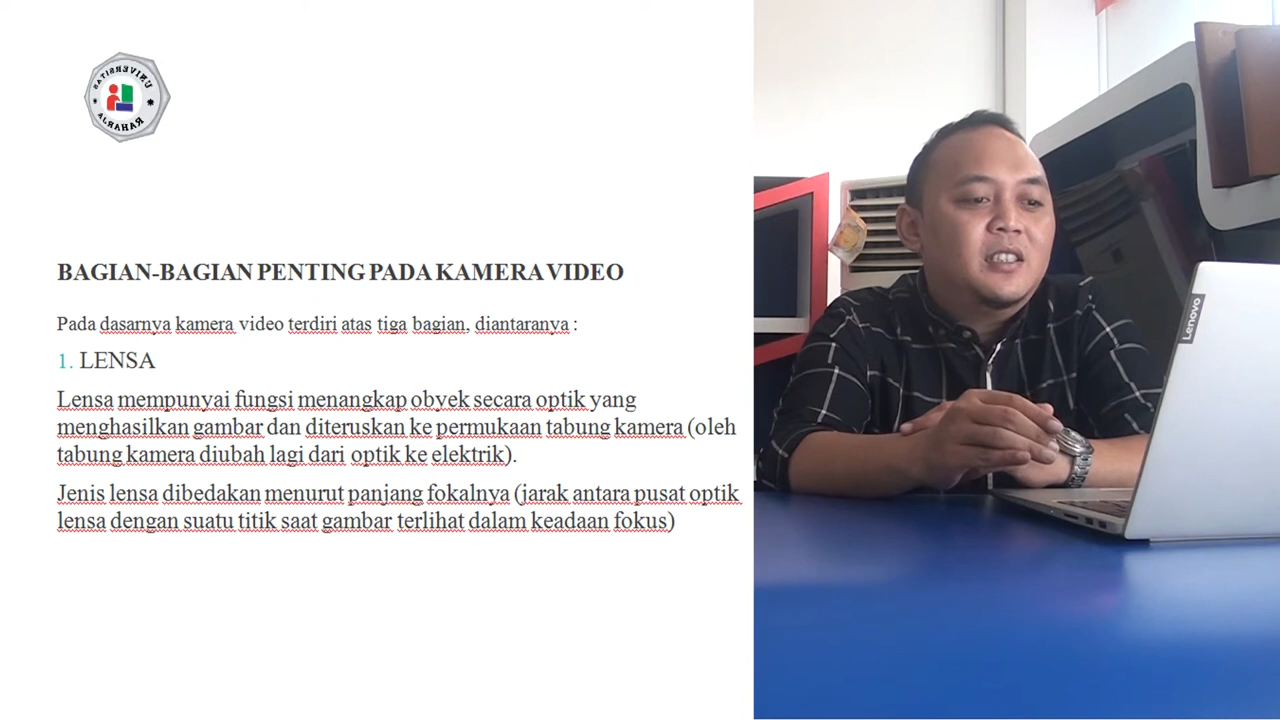 UNIVERSITAS
RAHARJA
BAGIAN-BAGIAN PENTING PADA KAMERA VIDEO
Pada dasarnya kamera video terdiri atas tiga bagian, diantaranya :
1. LENSA
Lensa mempunyai fungsi menangkap obyek secara optik yang
menghasilkan gambar dan diteruskan ke permukaan tabung kamera (oleh
tabung kamera diubah lagi dari optik ke elektrik).
Jenis lensa dibedakan menurut panjang fokalnya (jarak antara pusat optik
lensa dengan suatu titik saat gambar terlihat dalam keadaan fokus)
Lenovo